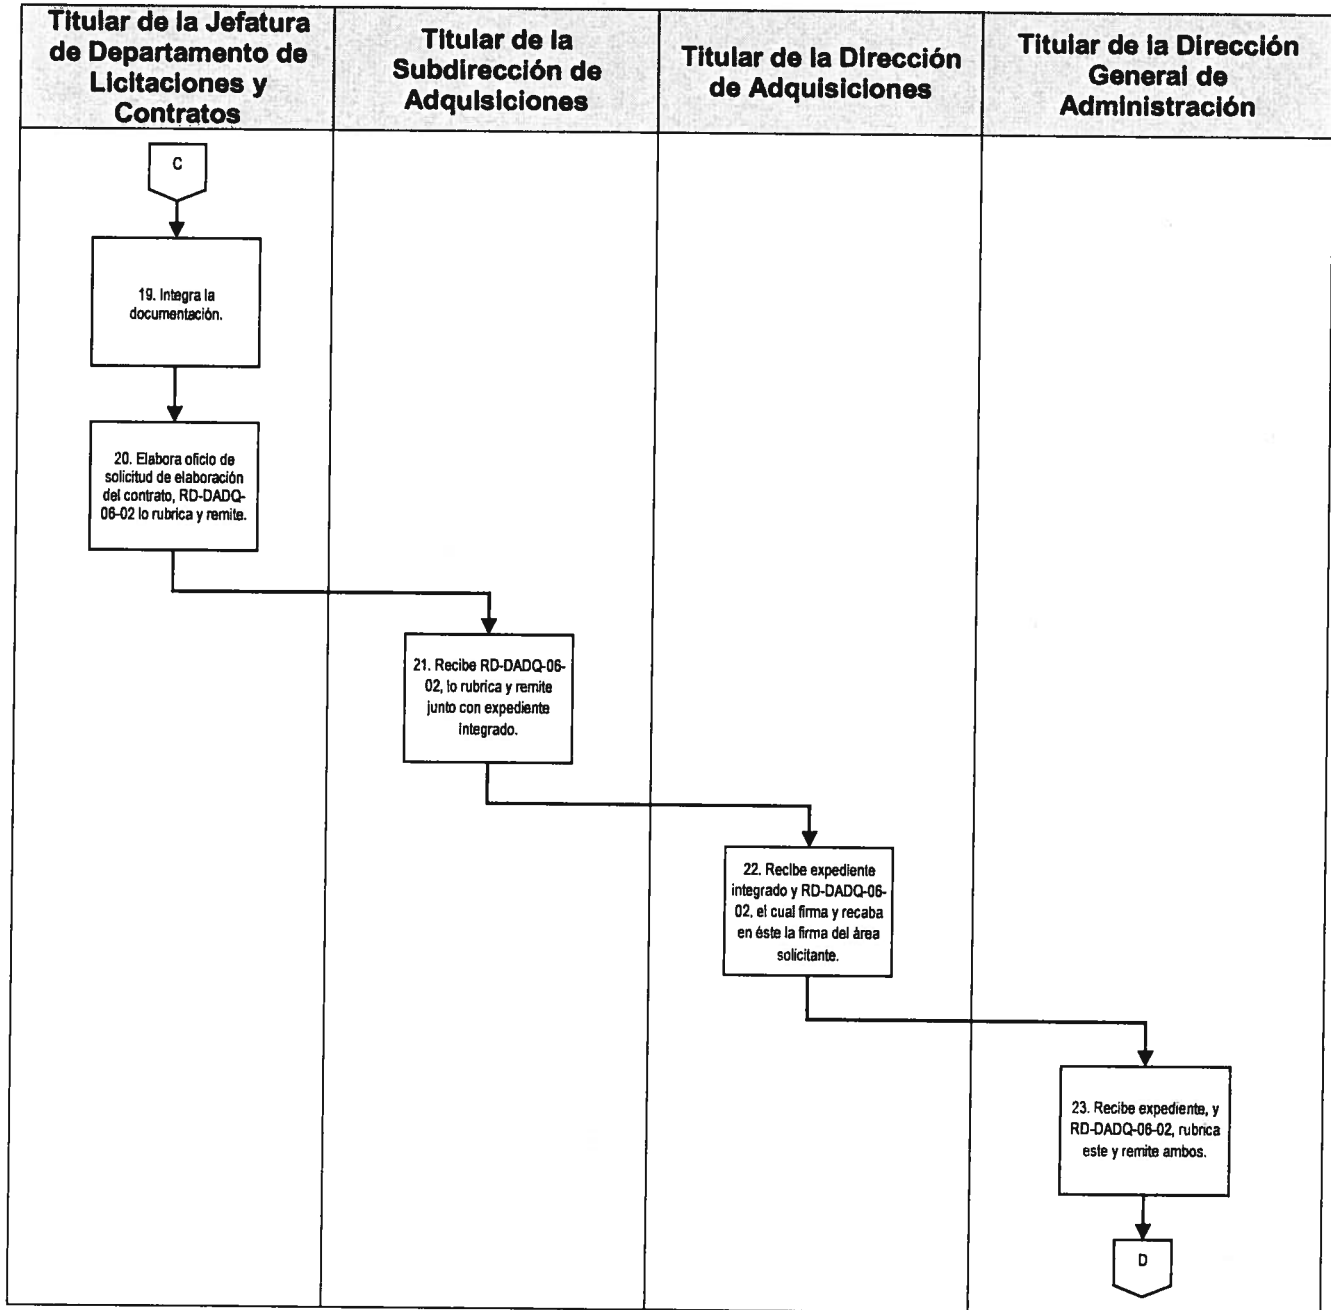 Titular de la Jefatura
de Departamento de
Licitaciones y
Contratos
Titular de la
Subdirección de
Adquisiciones
Titular de la Dirección
de Adquisiciones
Titular de la Dirección
General de
Administración
C
19. Integra la
documentación.
20. Elabora oficio de
solicitud de elaboración
del contrato, RD-DADQ-
06-02 lo rubrica y remite.
21. Recibe RD-DADQ-06-
02, lo rubrica y remite
junto con expediente
integrado.
22. Recibe expediente
integrado y RD-DADQ-06-
02, el cual firma y recaba
en éste la firma del área
solicitante.
23. Recibe expediente, y
RD-DADQ-06-02, rubrica
este y remite ambos.
D